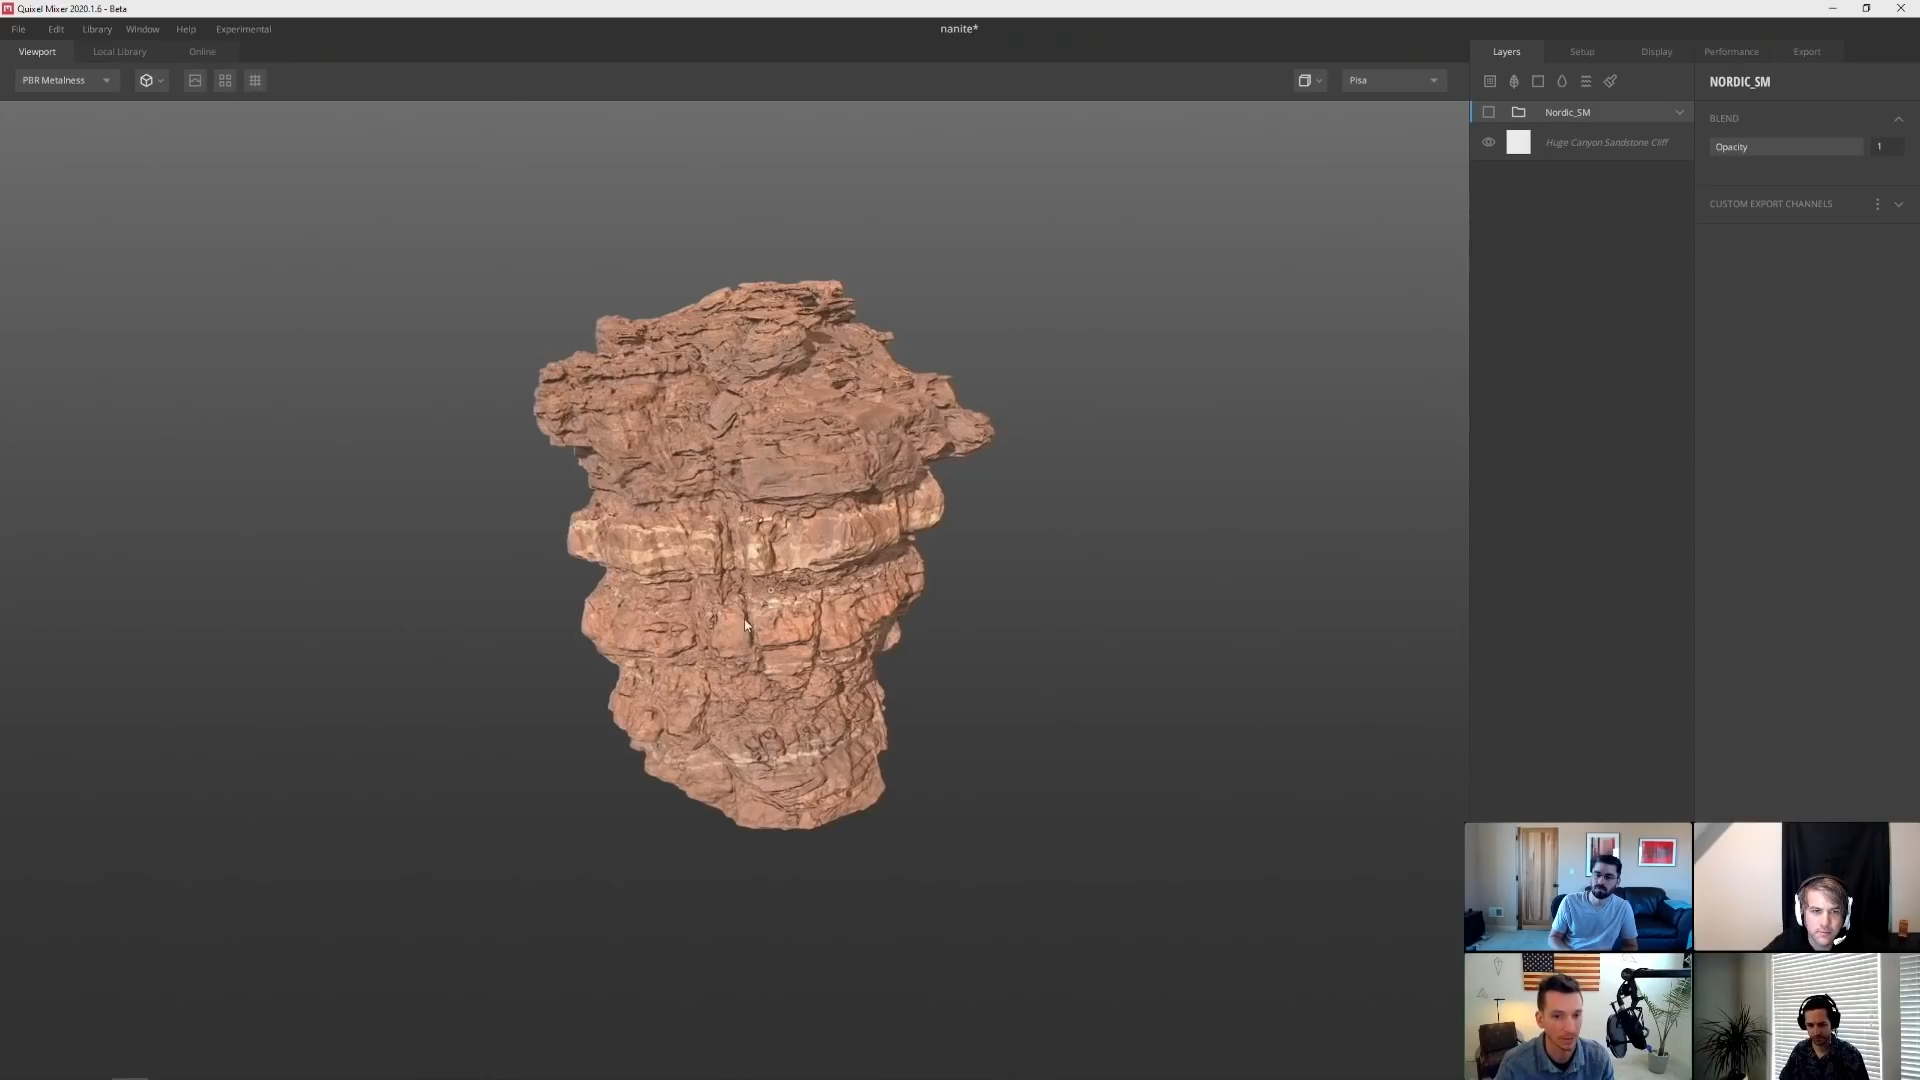 Quixel Mixer 2020.1.6 - Beta
File Edit Library Window Help Experimental
nanite*
Viewport Local Library Online
Layers Setup Display Performance Export
PBR Metalness
Pisa
NORDIC_SM
Nordic_SM
BLEND
Huge Canyon Sandstone Cliff
Opacity 1
CUSTOM EXPORT CHANNELS